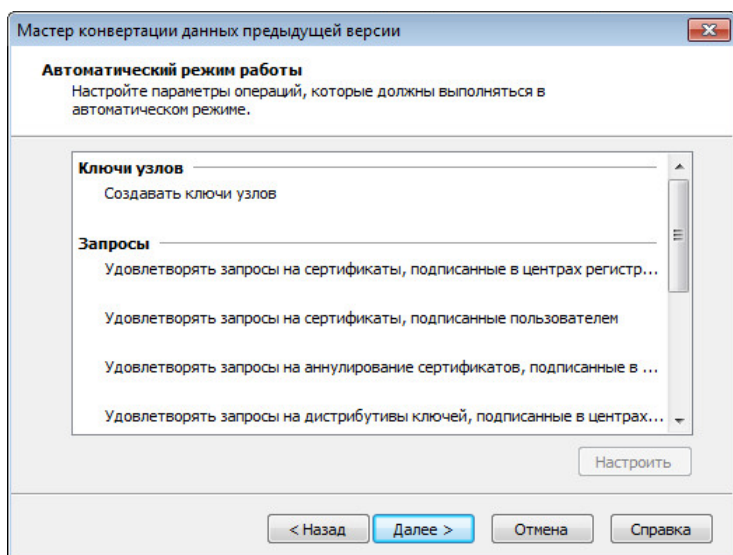 Мастер конвертации данных предыдущей версии
Автоматический режим работы
Настройте параметры операций, которые должны выполняться в
автоматическом режиме.
Ключи узлов
Создавать ключи узлов
Запросы
Удовлетворять запросы на сертификаты, подписанные в центрах регистр...
Удовлетворять запросы на сертификаты, подписанные пользователем
Удовлетворять запросы на аннулирование сертификатов, подписанные в ...
Удовлетворять запросы на дистрибутивы ключей, подписанные в центрах...
Настроить
< Назад Далее > Отмена Справка